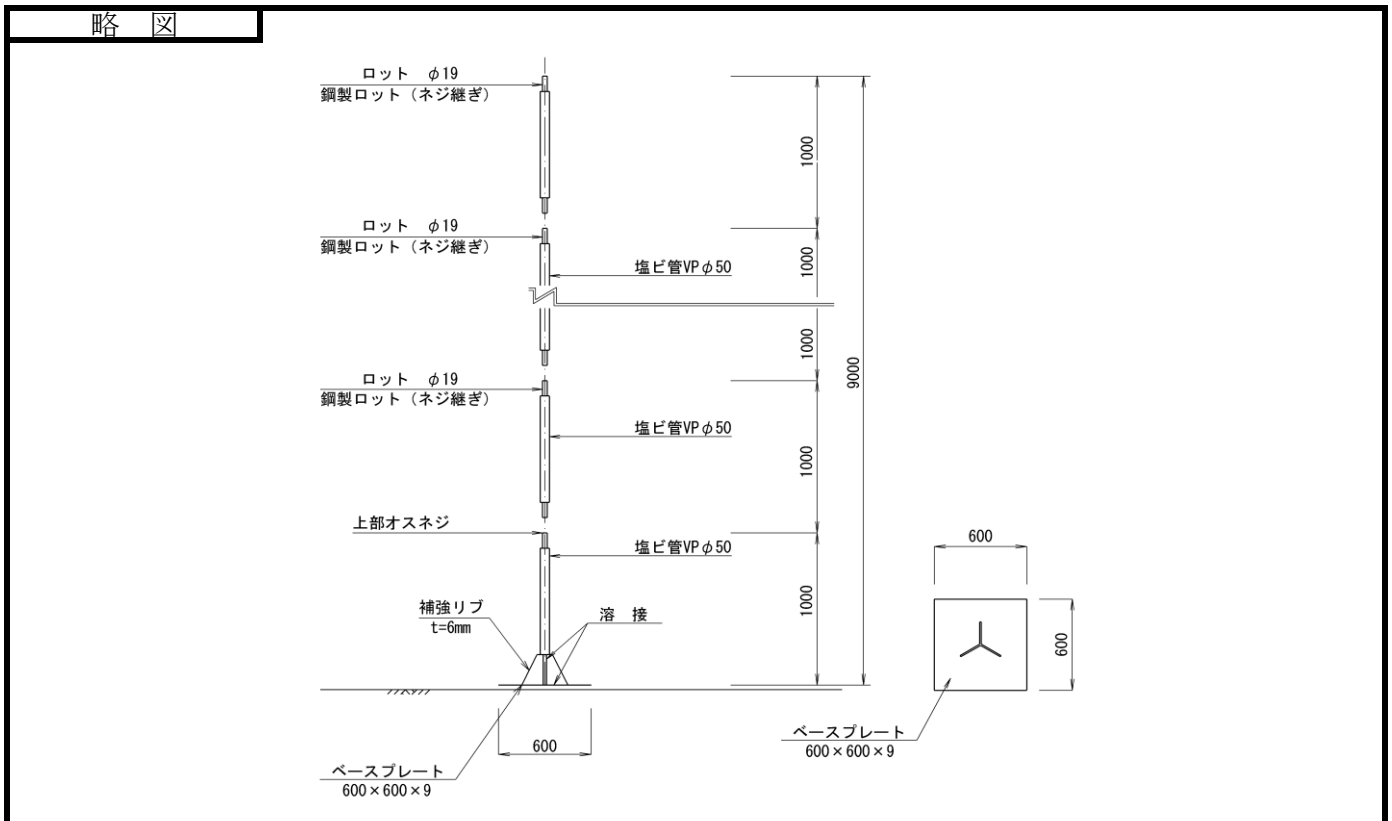 略 図
ロット φ19
鋼製ロット（ネジ継ぎ）
1000
ロット φ19
鋼製ロット（ネジ継ぎ）
塩ビ管VPφ50
1000
1000
9000
ロット φ19
鋼製ロット（ネジ継ぎ）
塩ビ管VPφ50
1000
上部オスネジ
塩ビ管VPφ50
600
補強リブ
t=6mm
溶 接
1000
600
600
ベースプレート
600×600×9
ベースプレート
600×600×9